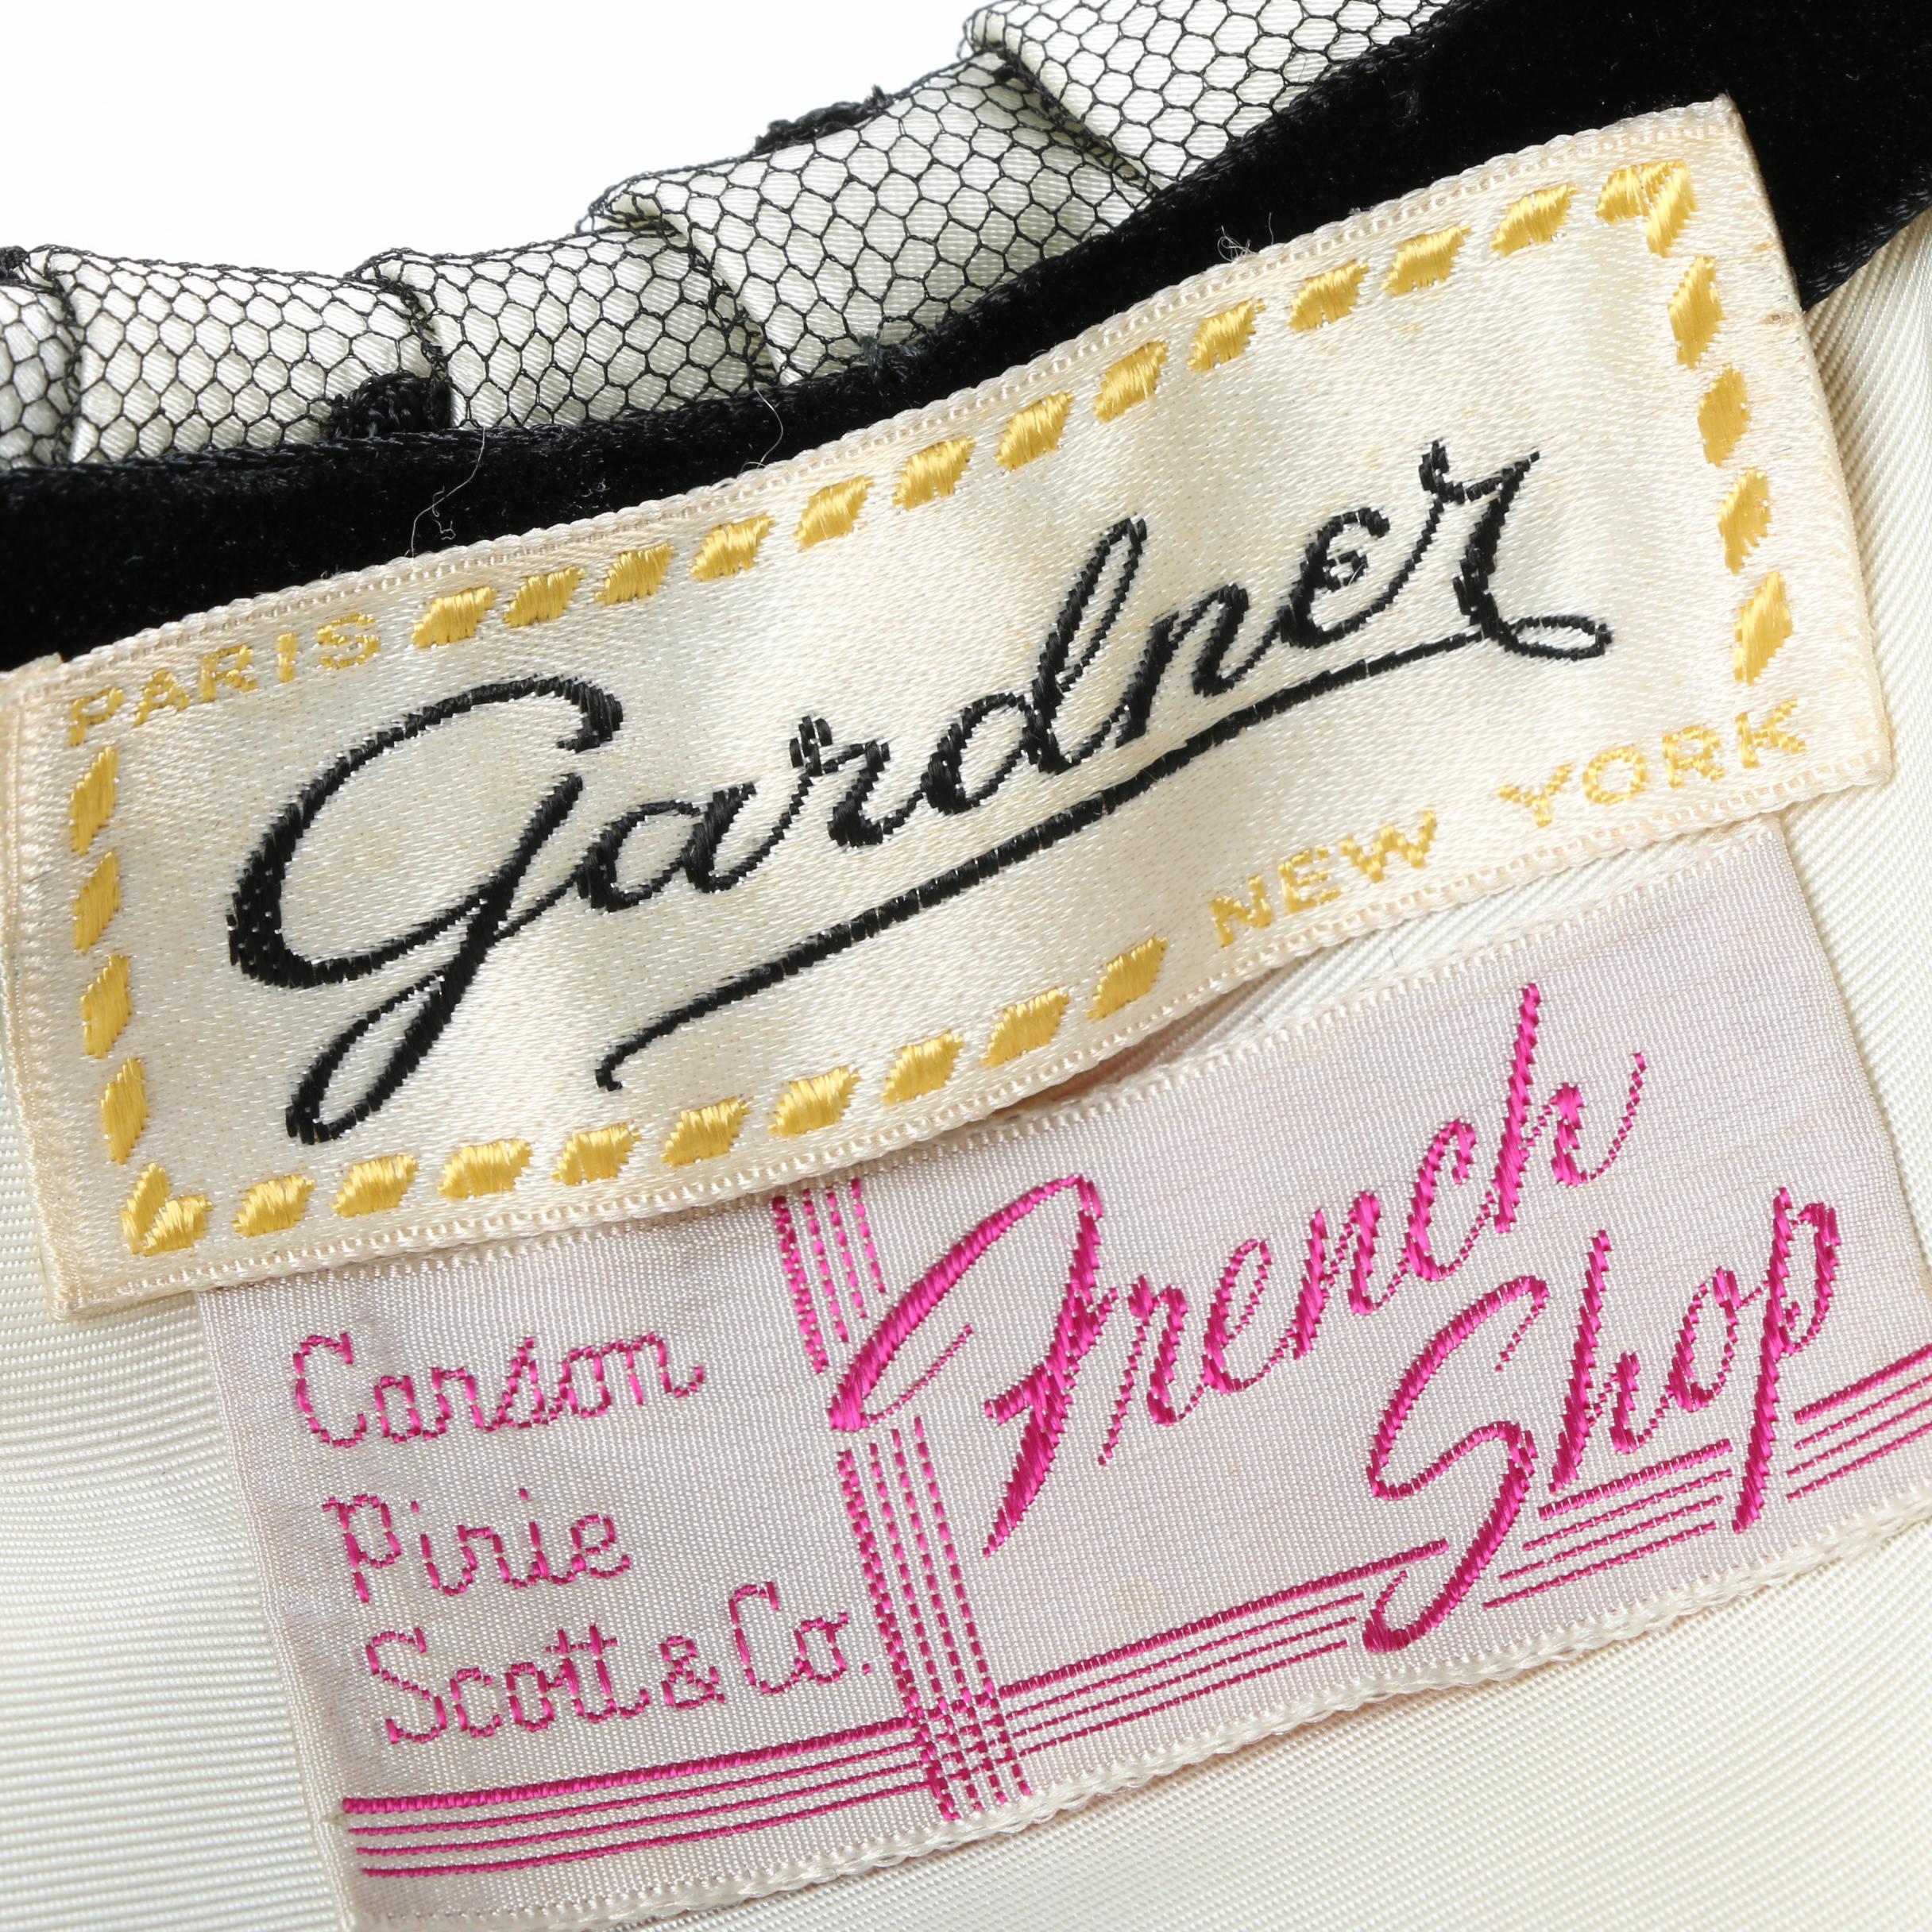 PARIS
Gardner
NEW YORK
Carson
Pirie
Scott & Co.
French
Shop